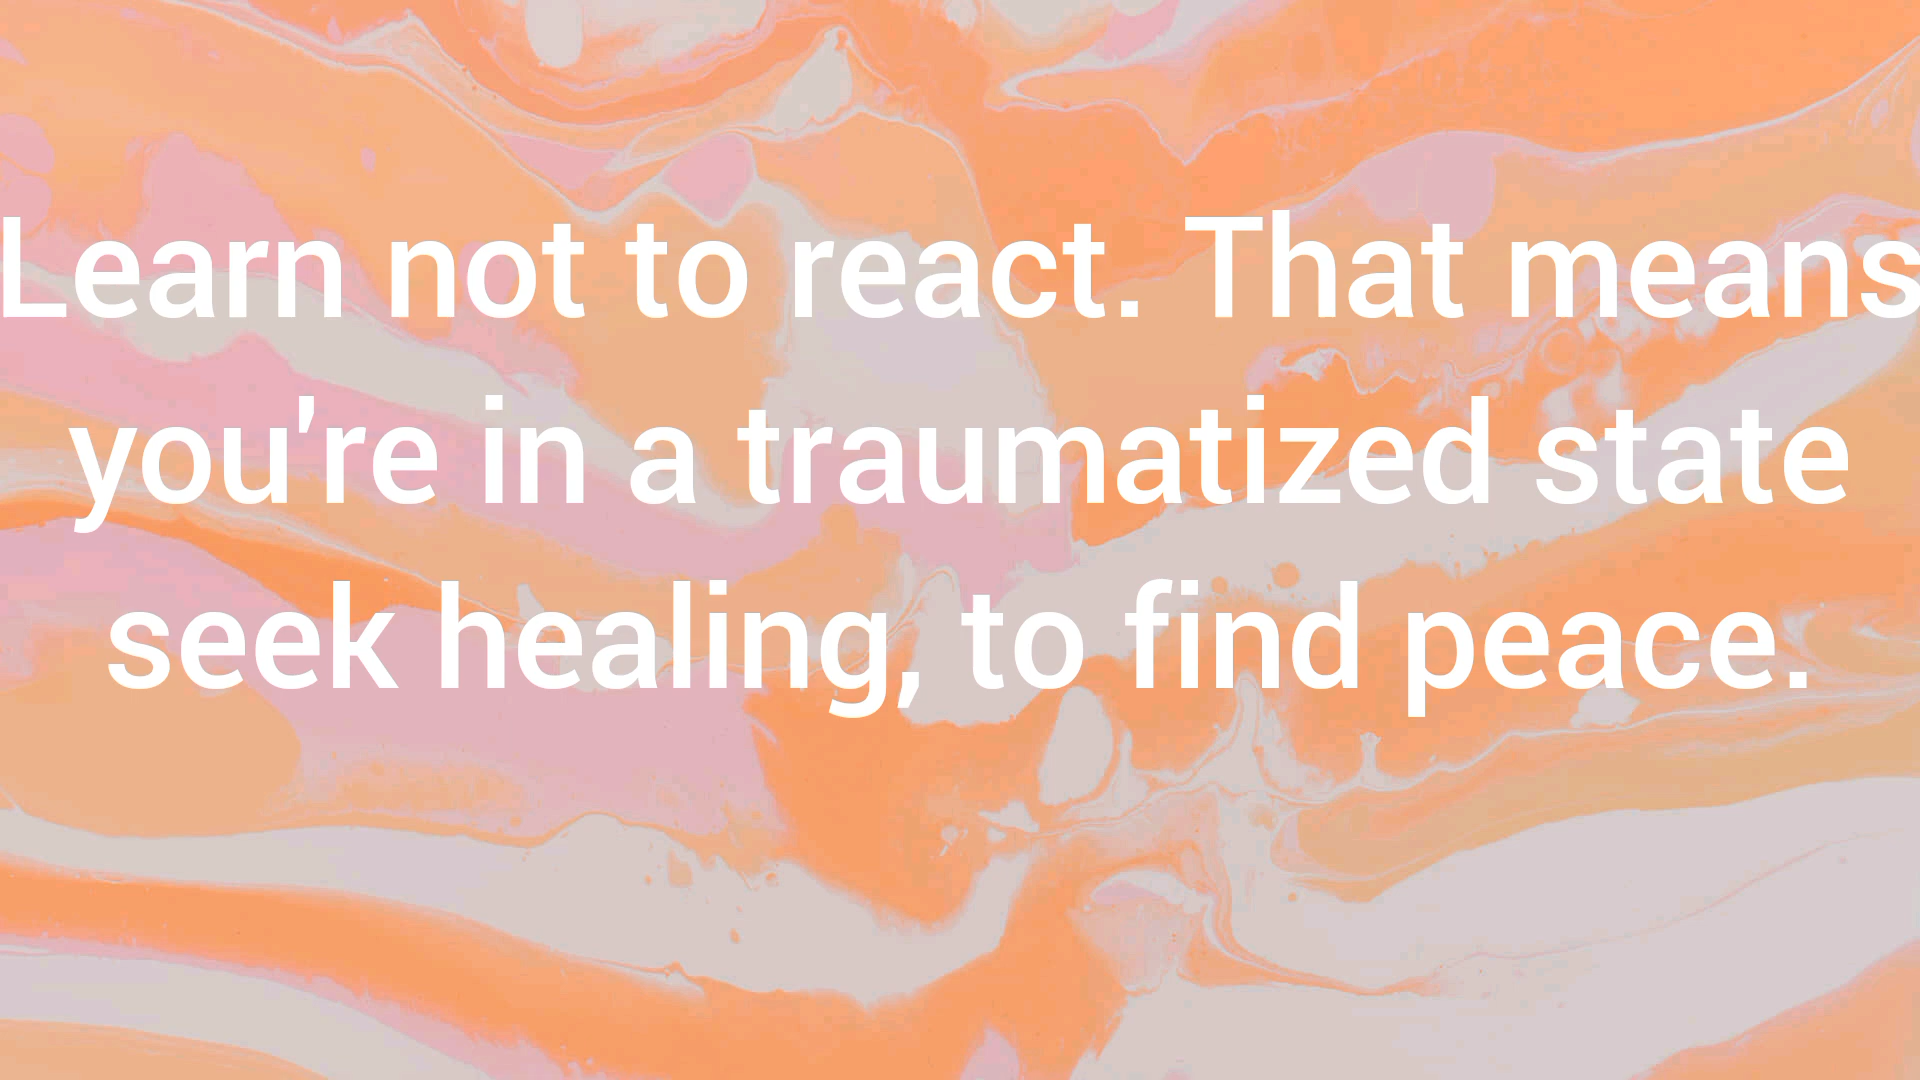 Learn not to react. That means
you're in a traumatized state
seek healing, to find peace.